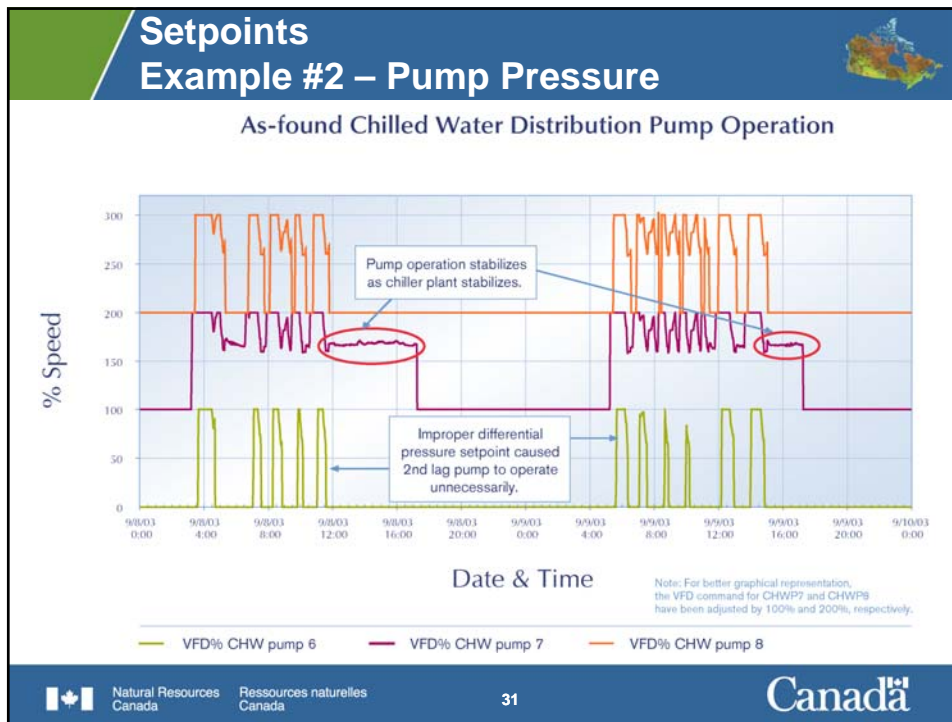 Setpoints
Example #2 – Pump Pressure
As-found Chilled Water Distribution Pump Operation
% Speed
300
250
200
150
100
50
0
Pump operation stabilizes
as chiller plant stabilizes.
Improper differential
pressure setpoint caused
2nd lag pump to operate
unnecessarily.
9/8/03 9/8/03 9/8/03 9/8/03 9/8/03 9/8/03 9/9/03 9/9/03 9/9/03 9/9/03 9/9/03 9/9/03 9/10/03
0:00 4:00 8:00 12:00 16:00 20:00 0:00 4:00 8:00 12:00 16:00 20:00 0:00
Date & Time
Note: For better graphical representation,
the VFD command for CHWP7 and CHWP8
have been adjusted by 100% and 200%, respectively.
VFD% CHW pump 6 VFD% CHW pump 7 VFD% CHW pump 8
Natural Resources Ressources naturelles
Canada Canada
31
Canada